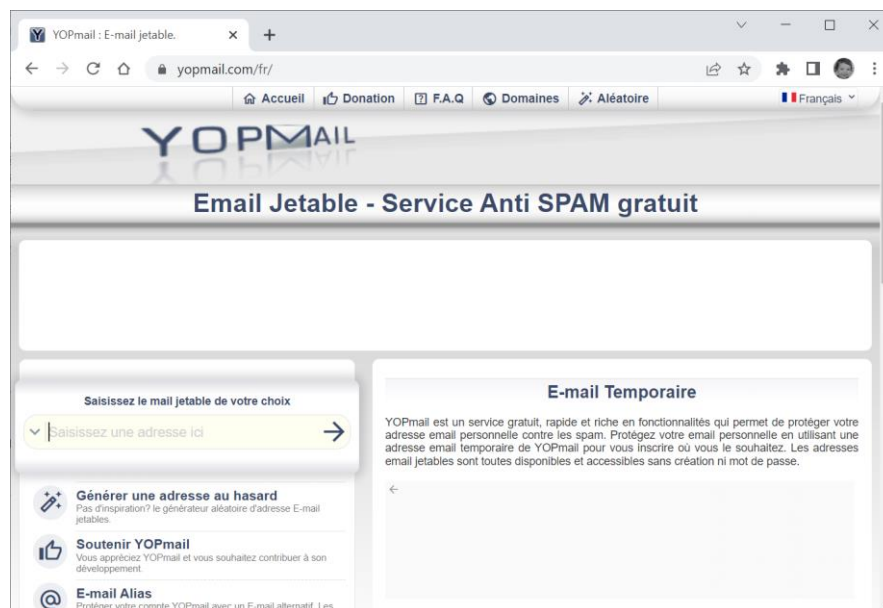 YOPmail : E-mail jetable.
yopmail.com/fr/
Accueil Donation F.A.Q Domaines Aléatoire Français
YOPMAIL
Email Jetable - Service Anti SPAM gratuit
Saisissez le mail jetable de votre choix
Saisissez une adresse ici
Générer une adresse au hasard
Pas d'inspiration? le générateur aléatoire d'adresse E-mail
jetables.
Soutenir YOPmail
Vous appréciez YOPmail et vous souhaitez contribuer à son
développement
E-mail Alias
Protéger votre compte YOPmail avec un E-mail alternatif. Les
E-mail Temporaire
YOPmail est un service gratuit, rapide et riche en fonctionnalités qui permet de protéger votre
adresse email personnelle contre les spam. Protégez votre email personnelle en utilisant une
adresse email temporaire de YOPmail pour vous inscrire où vous le souhaitez. Les adresses
email jetables sont toutes disponibles et accessibles sans création ni mot de passe.